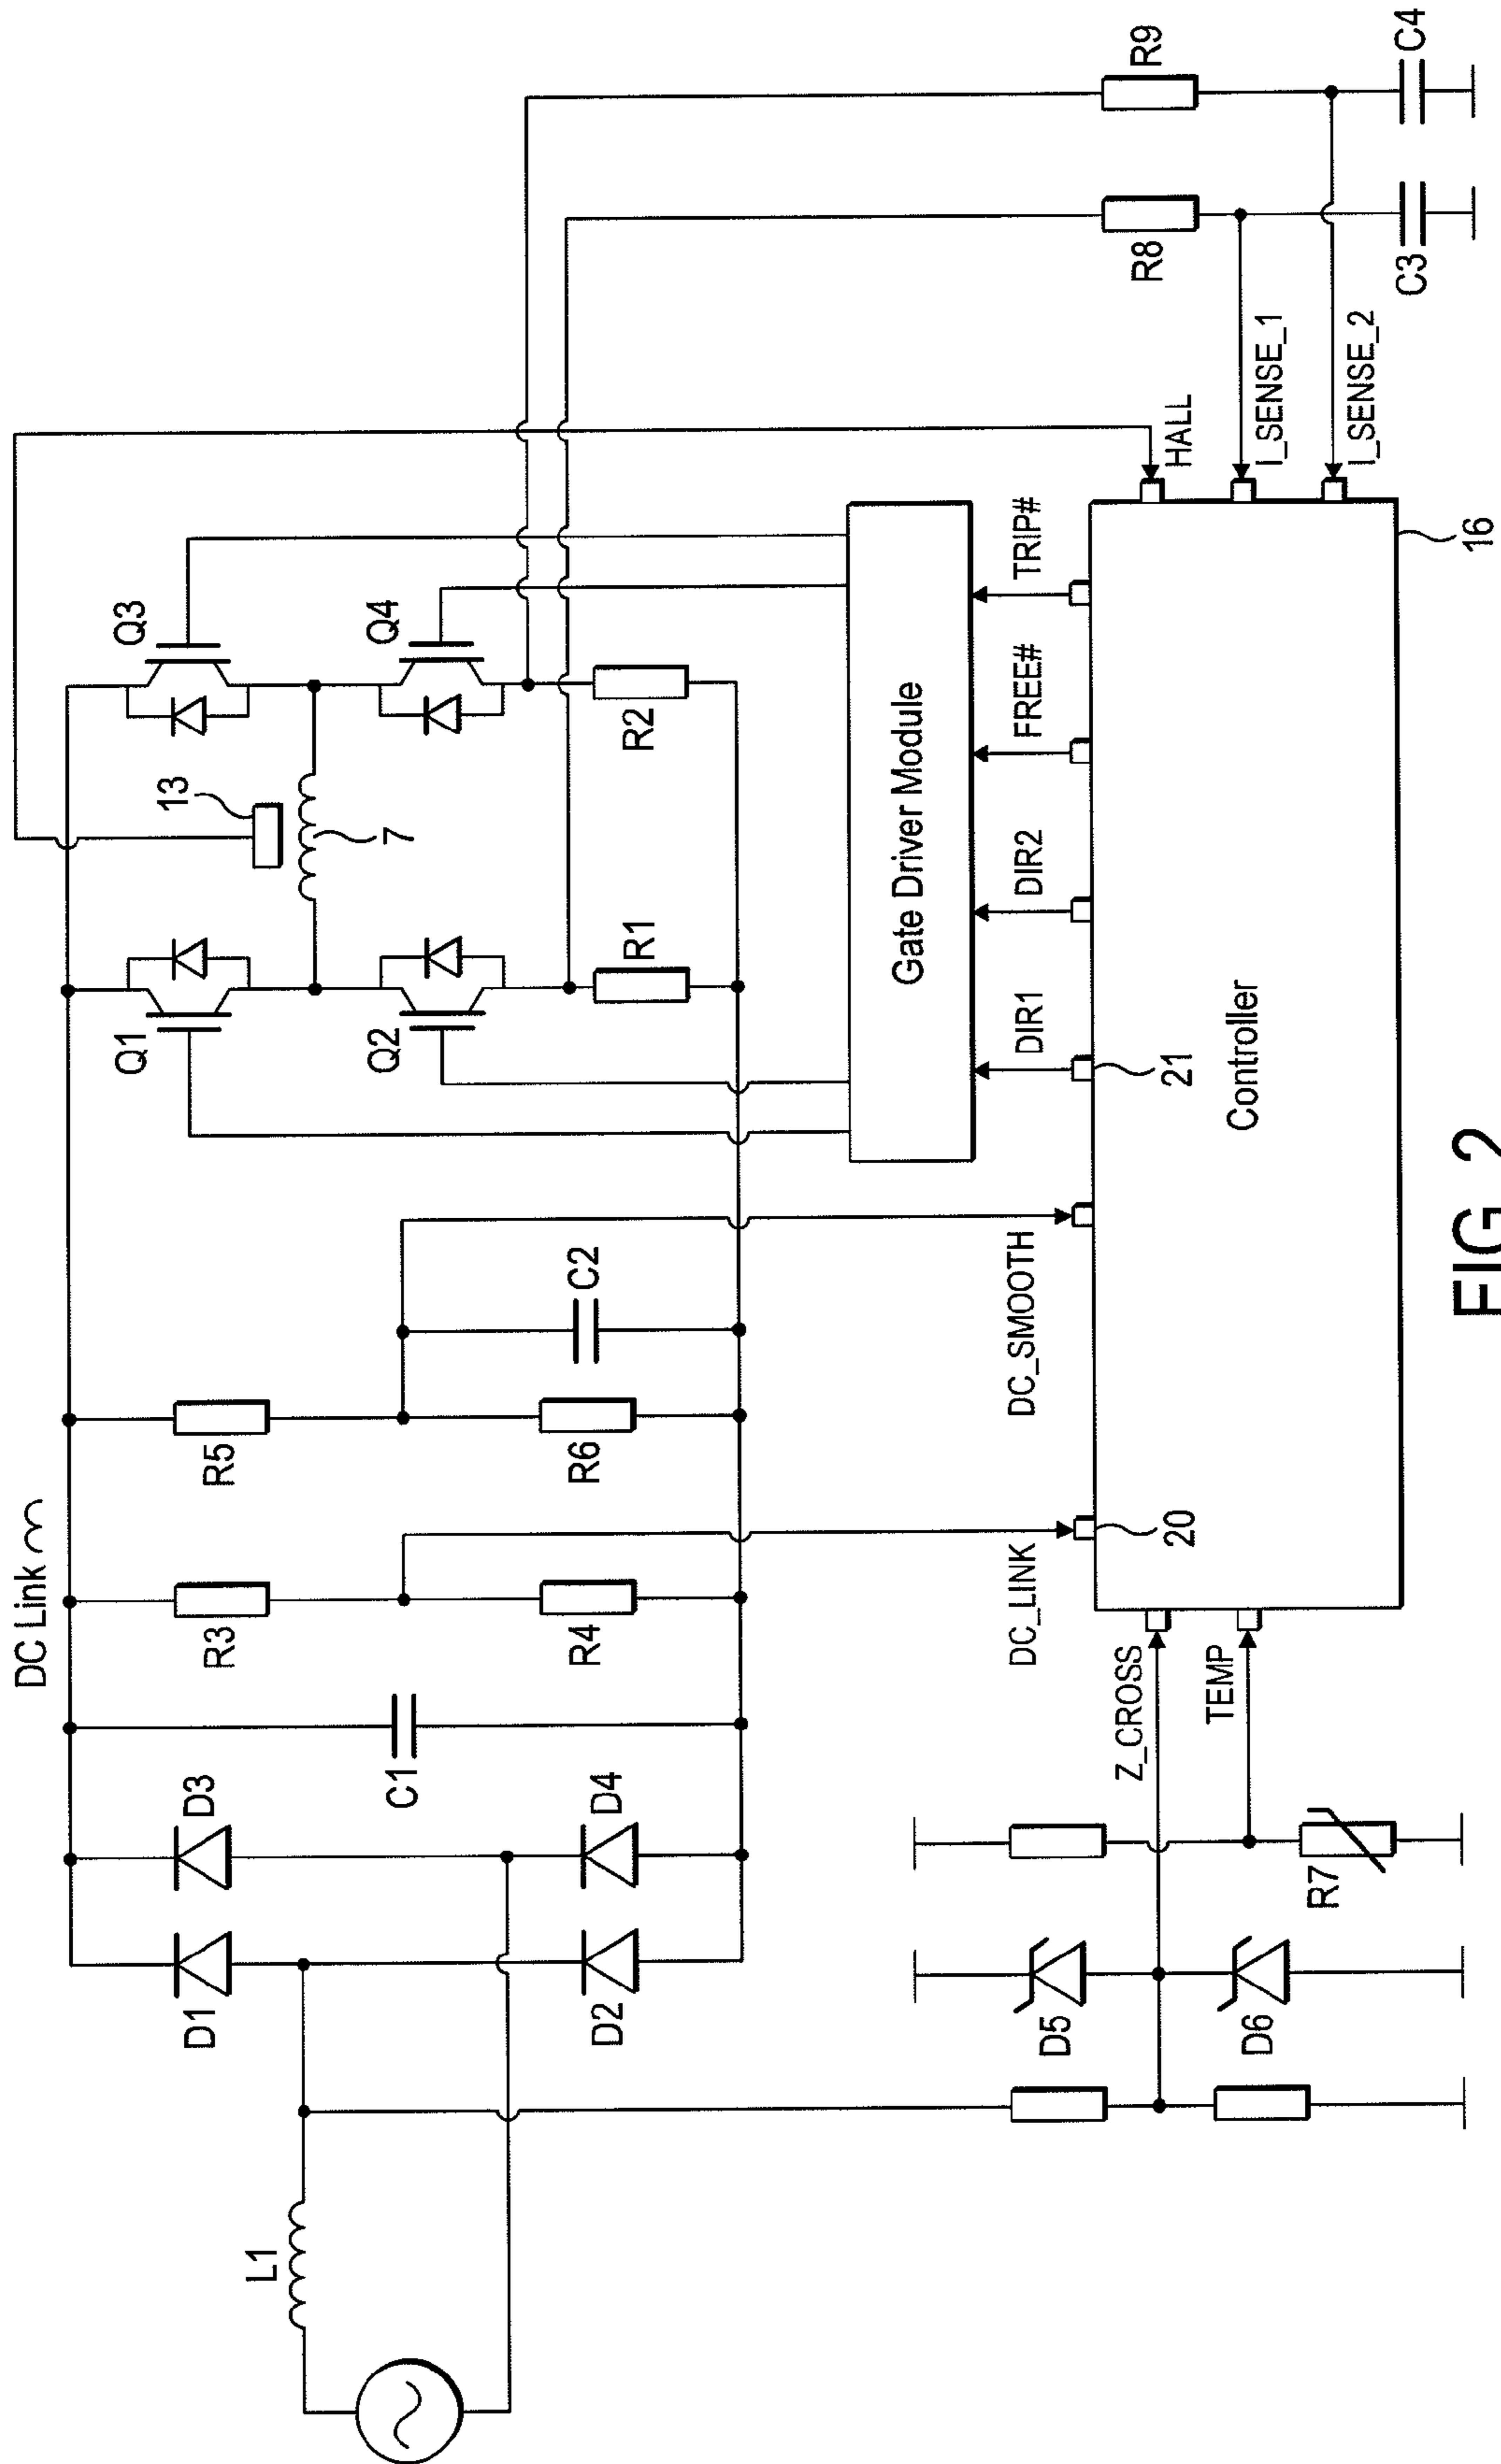 DC Link
L1
D1
D3
D2
D4
C1
R3
R4
R5
R6
C2
Q1
Q2
Q3
Q4
13
7
R1
R2
Gate Driver Module
DIR1
DIR2
FREE#
TRIP#
DC_LINK
DC_SMOOTH
20
21
Controller
16
Z_CROSS
TEMP
HALL
I_SENSE_1
I_SENSE_2
D5
D6
R7
R8
R9
C3
C4
FIG. 2